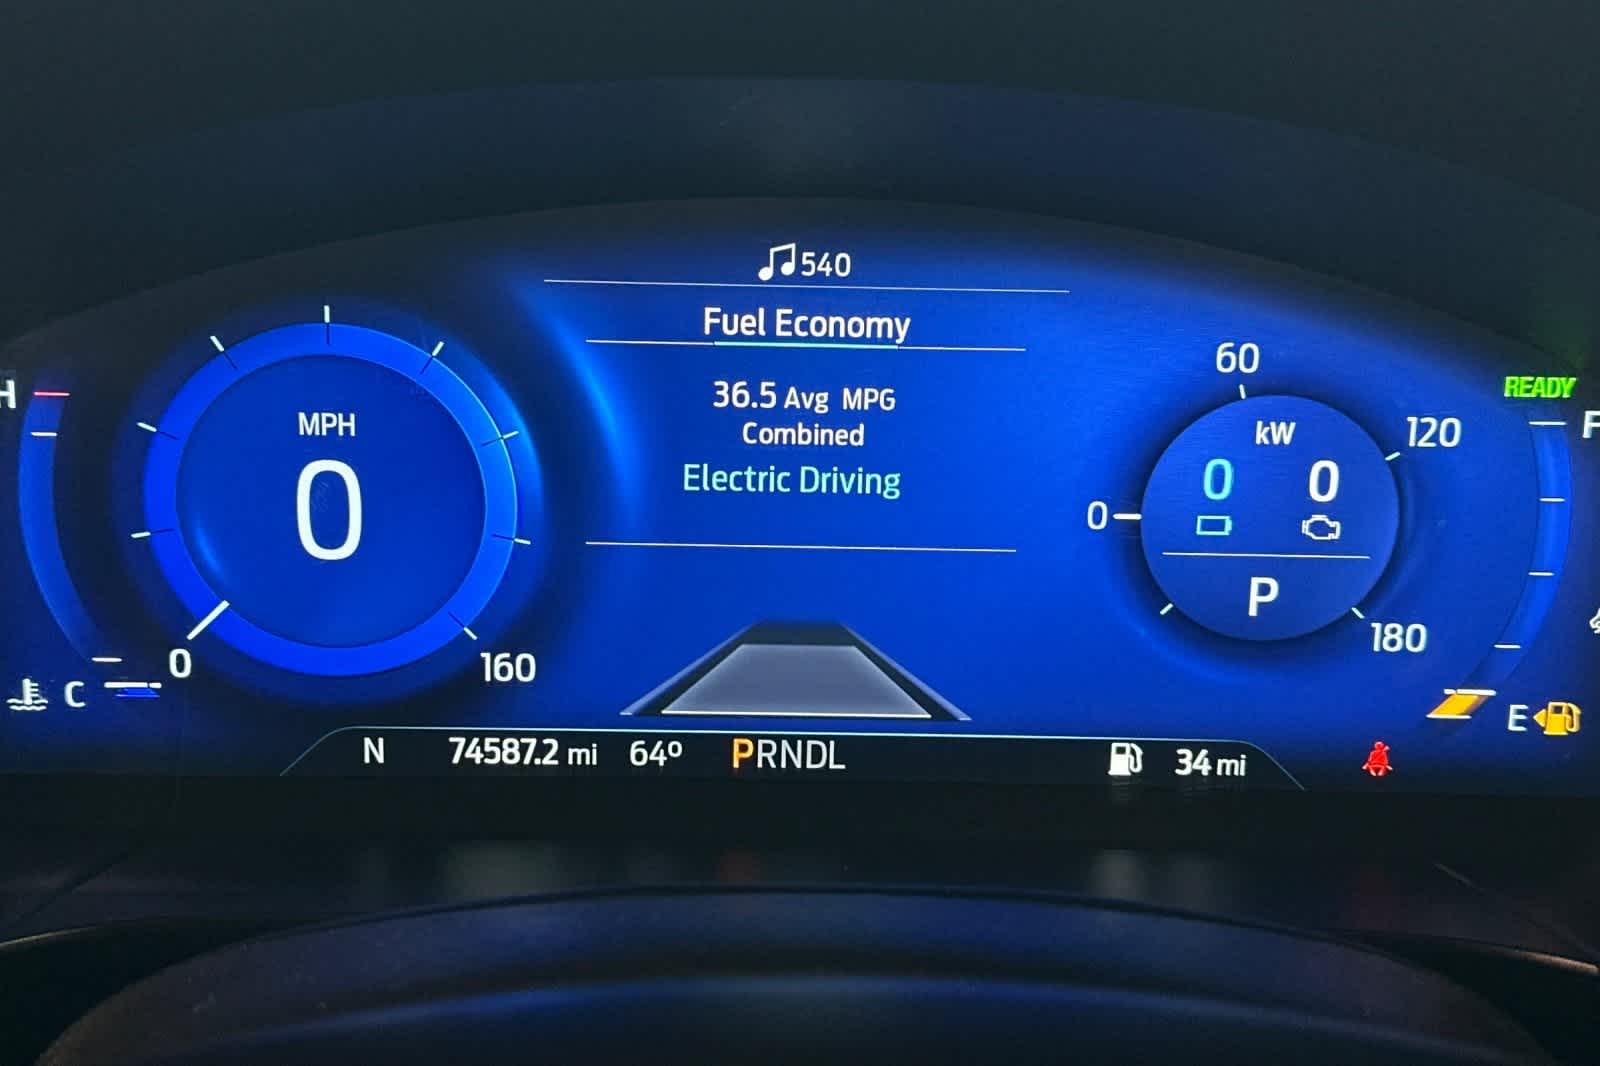 540
Fuel Economy
36.5 Avg MPG
Combined
Electric Driving
H
C
MPH
0
0
160
60
120
180
0
kW
0 0
P
READY
F
E
N 74587.2 mi 64º PRNDL 34 mi